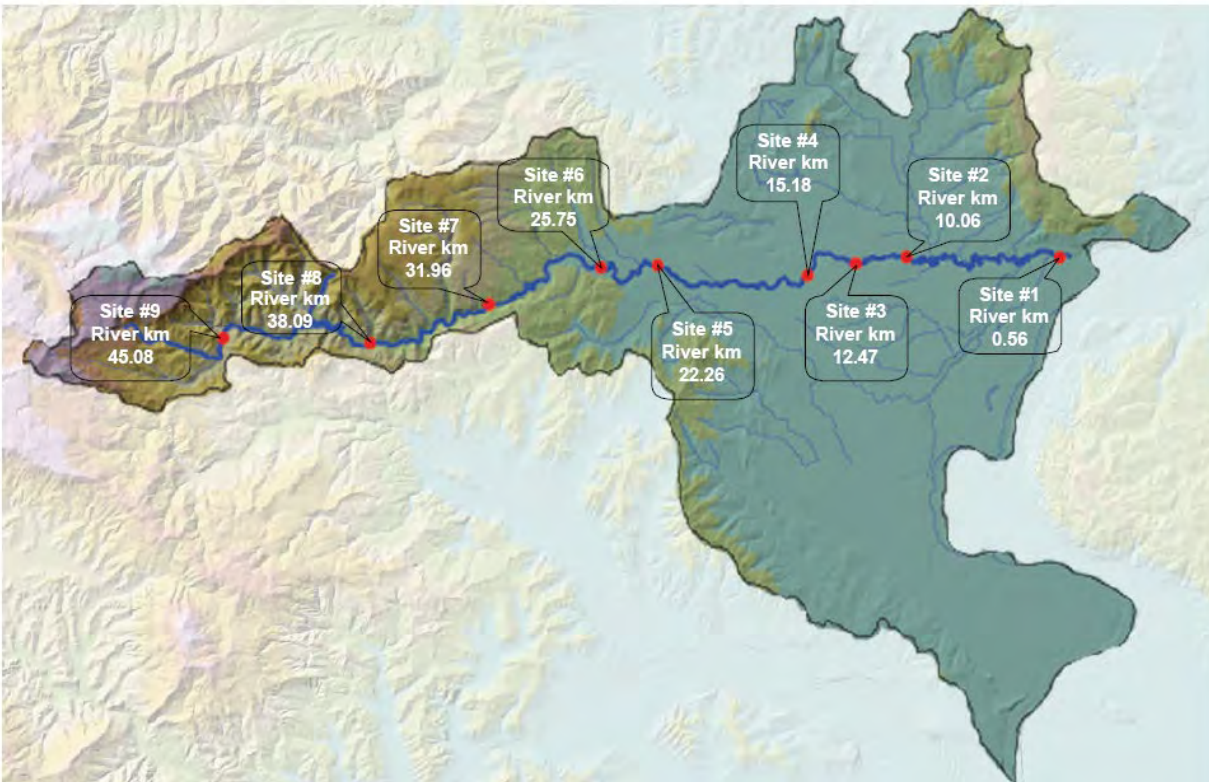 Site #4
River km
15.18
Site #6
River km
25.75
Site #2
River km
10.06
Site #7
River km
31.96
Site #8
River km
38.09
Site #9
River km
45.08
Site #1
River km
0.56
Site #3
River km
12.47
Site #5
River km
22.26